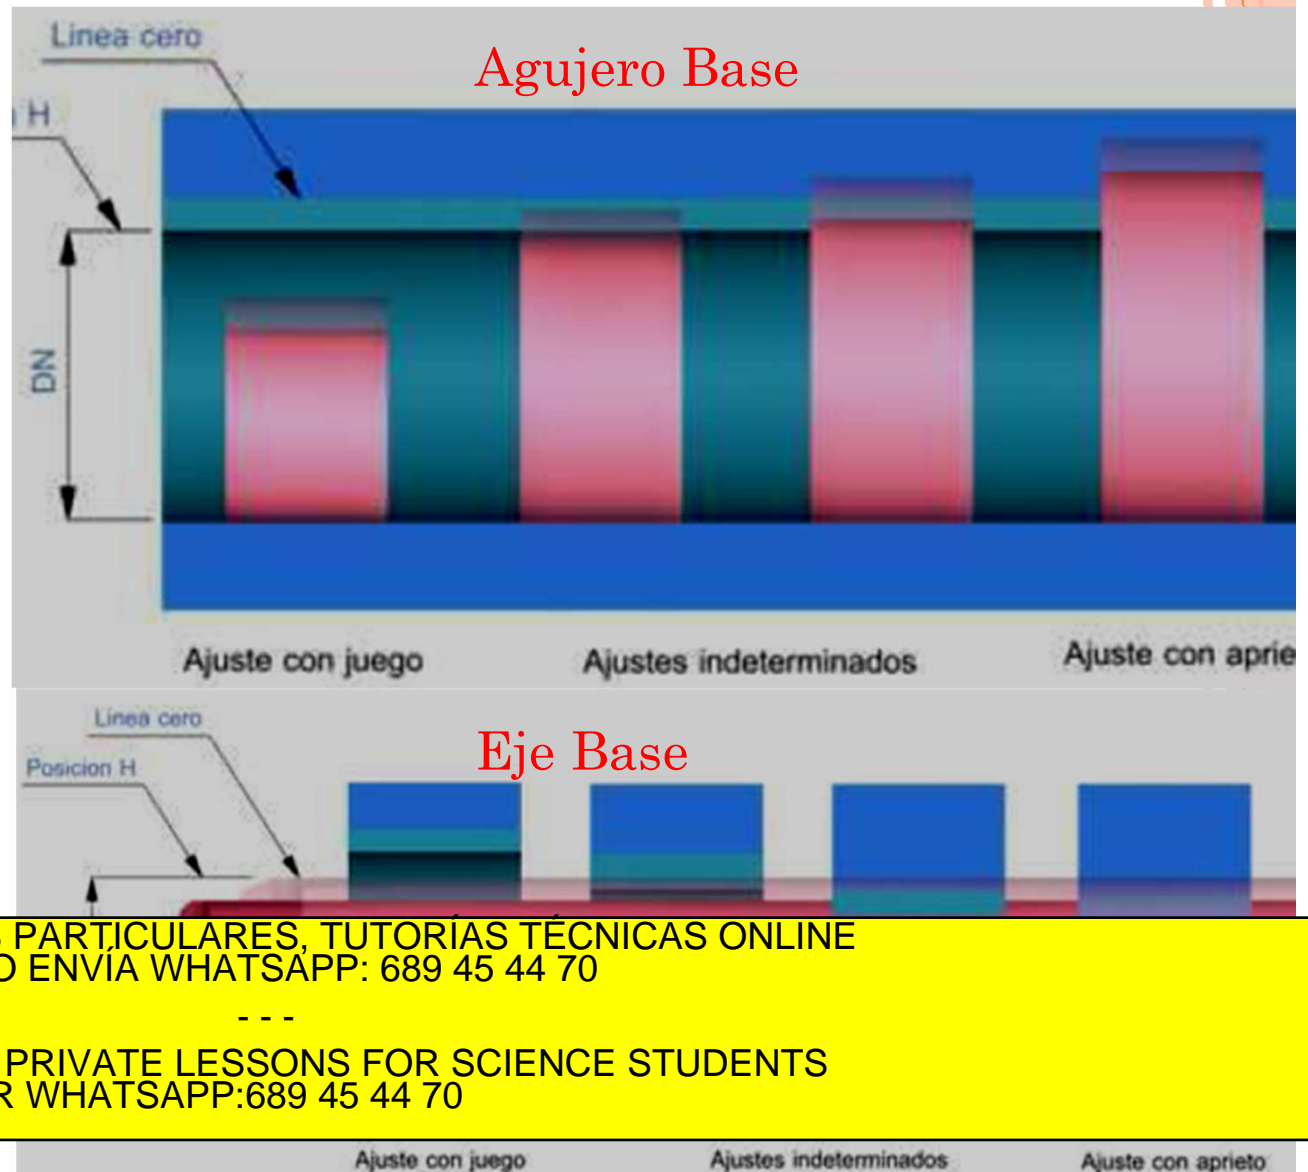 Linea cero
Agujero Base
H
DN
Ajuste con juego
Ajustes indeterminados
Ajuste con aprie
Linea cero
Eje Base
Posicion H
PARTICULARES, TUTORÍAS TÉCNICAS ONLINE
O ENVÍA WHATSAPP: 689 45 44 70
- - -
PRIVATE LESSONS FOR SCIENCE STUDENTS
R WHATSAPP:689 45 44 70
Ajuste con juego
Ajustes indeterminados
Ajuste con aprieto